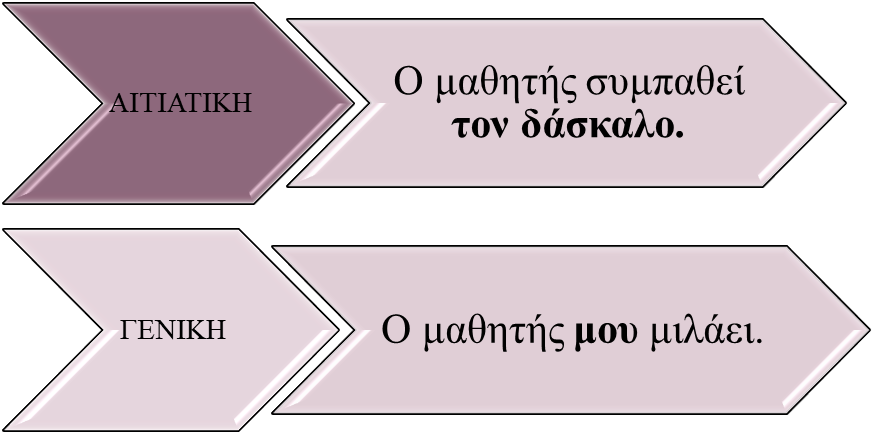 ΑΙΤΙΑΤΙΚΗ
Ο μαθητής συμπαθεί
τον δάσκαλο.
ΓΕΝΙΚΗ
Ο μαθητής μου μιλάει.